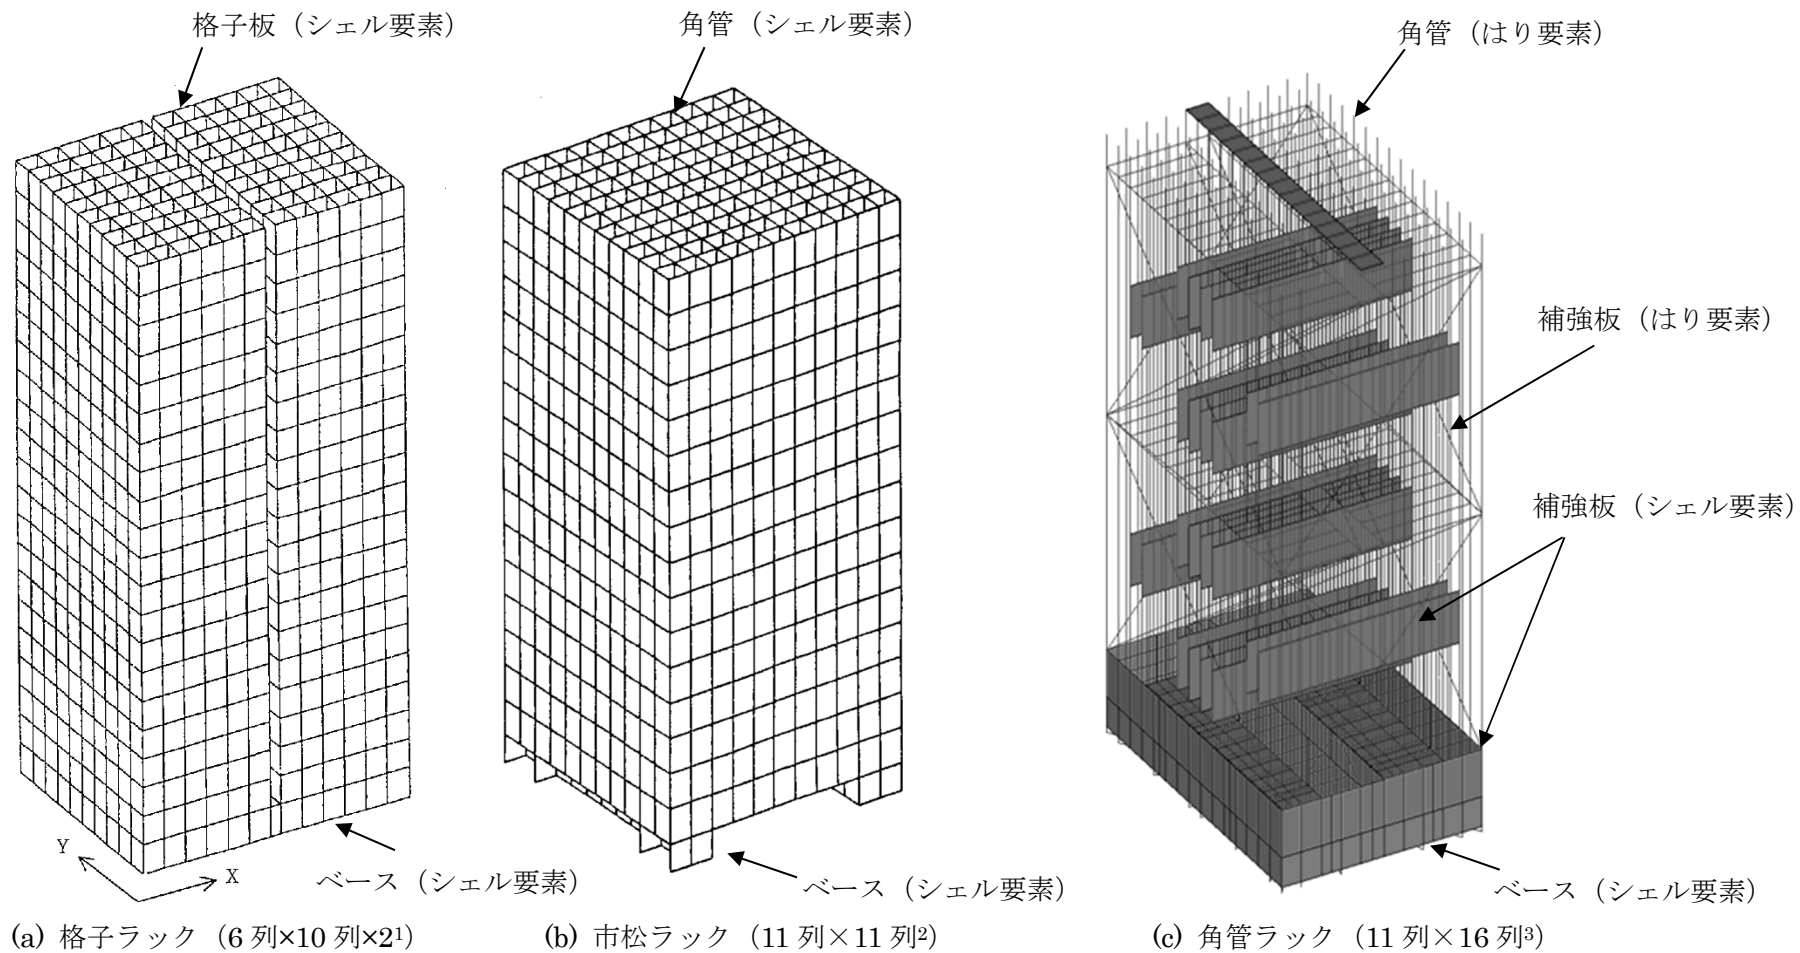 格子板（シェル要素）
角管（シェル要素）
角管（はり要素）
補強板（はり要素）
補強板（シェル要素）
Y
X
ベース（シェル要素）
ベース（シェル要素）
ベース（シェル要素）
(a) 格子ラック（6 列×10 列×2¹）
(b) 市松ラック（11 列×11 列²）
(c) 角管ラック（11 列×16 列³）